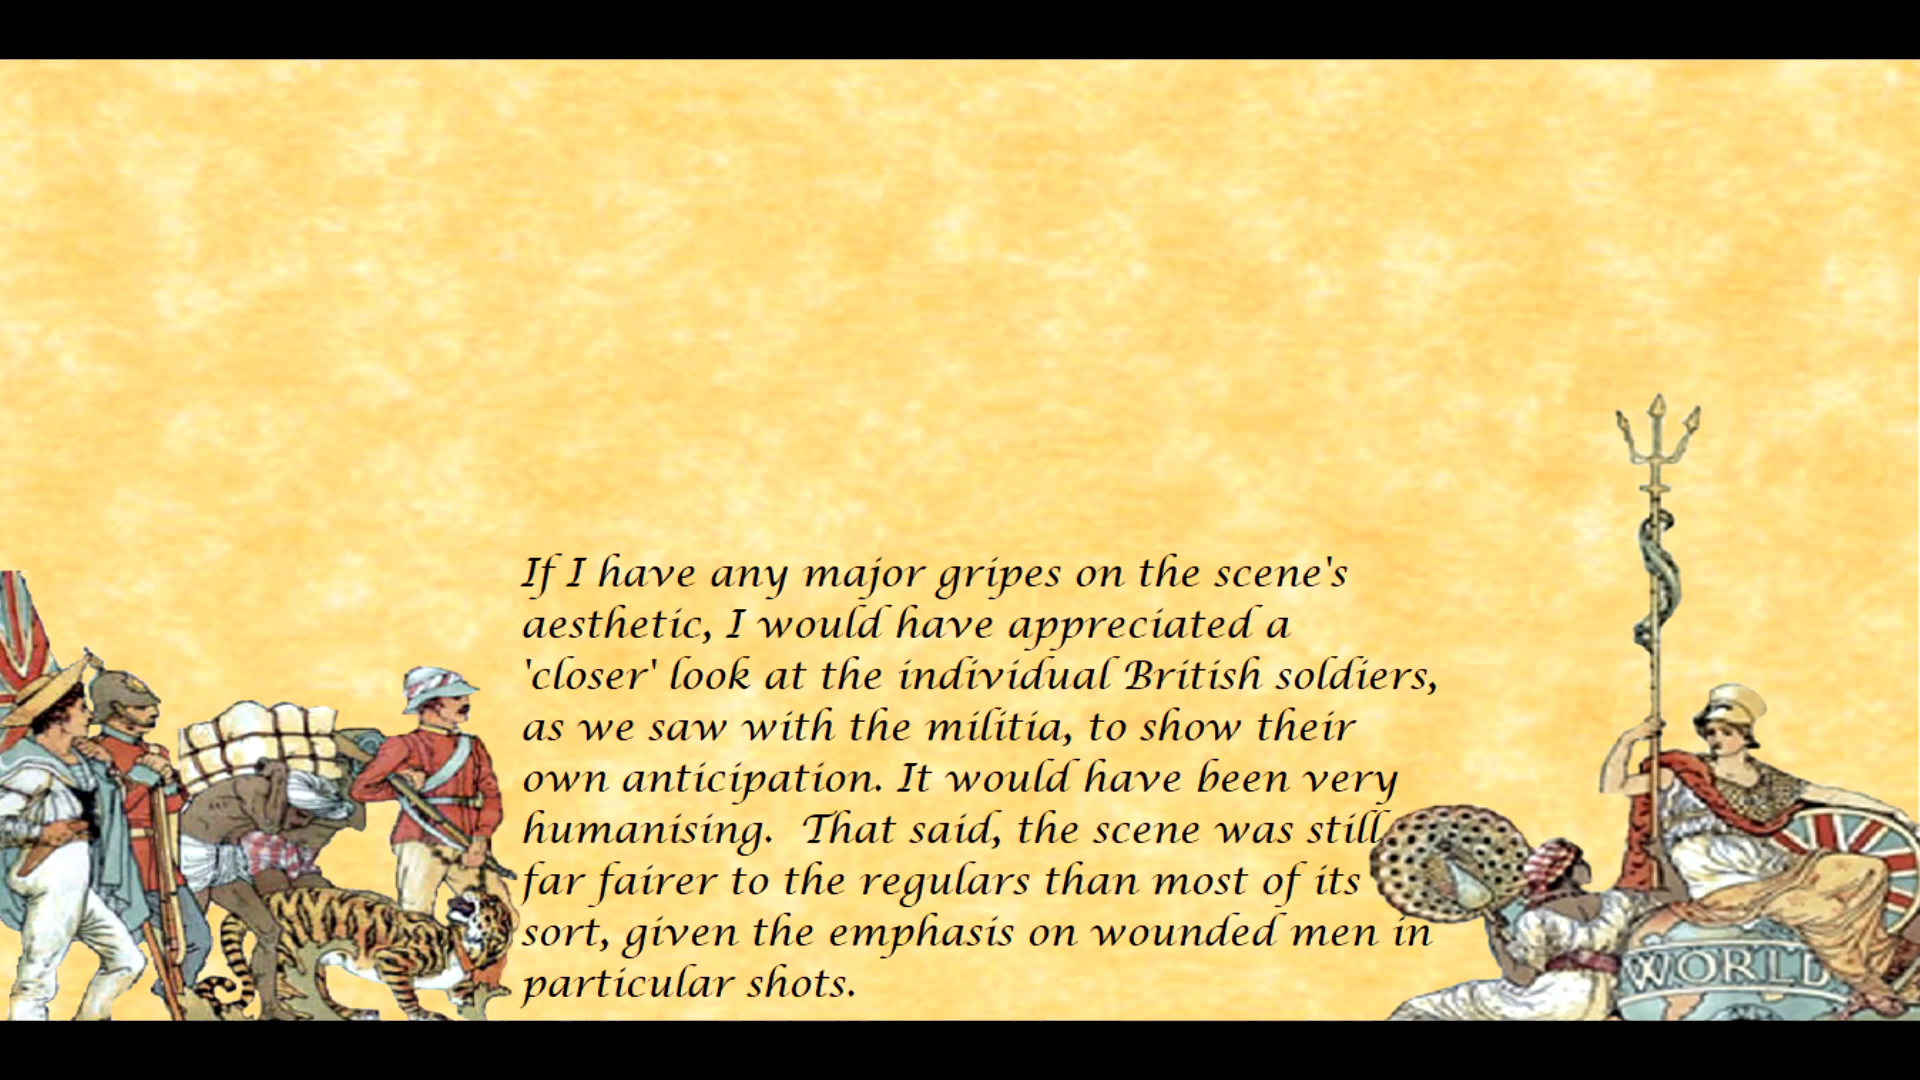 If I have any major gripes on the scene's
aesthetic, I would have appreciated a
'closer' look at the individual British soldiers,
as we saw with the militia, to show their
own anticipation. It would have been very
humanising.  That said, the scene was still
far fairer to the regulars than most of its
sort, given the emphasis on wounded men in
particular shots.
WORLD